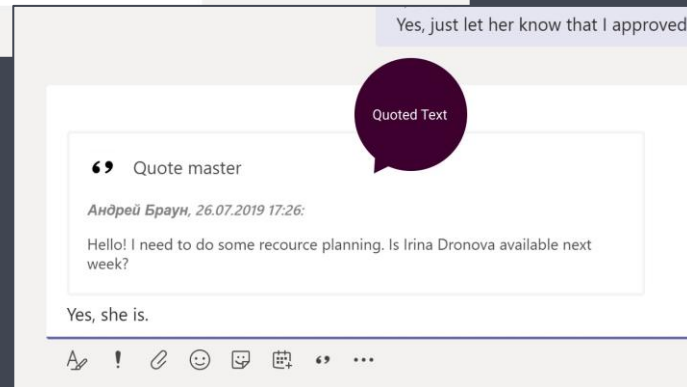 Yes, just let her know that I approved
Quoted Text
Quote master
Андрей Браун, 26.07.2019 17:26:
Hello! I need to do some recource planning. Is Irina Dronova available next
week?
Yes, she is.